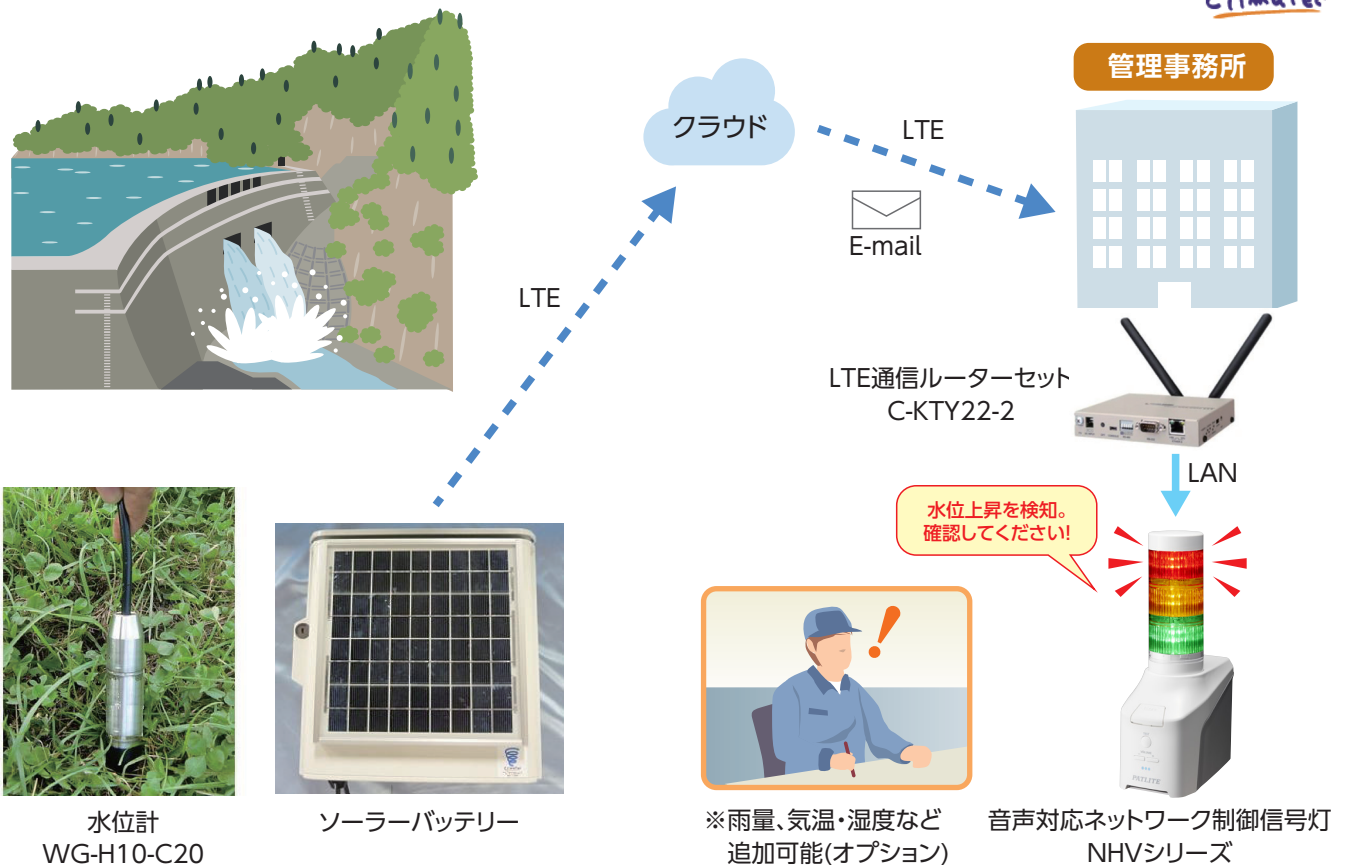 管理事務所
クラウド
LTE
E-mail
LTE
LTE通信ルーターセット
C-KTY22-2
LAN
水位上昇を検知。
確認してください!
PATLITE
水位計
WG-H10-C20
ソーラーバッテリー
※雨量、気温・湿度など
追加可能(オプション)
音声対応ネットワーク制御信号灯
NHVシリーズ